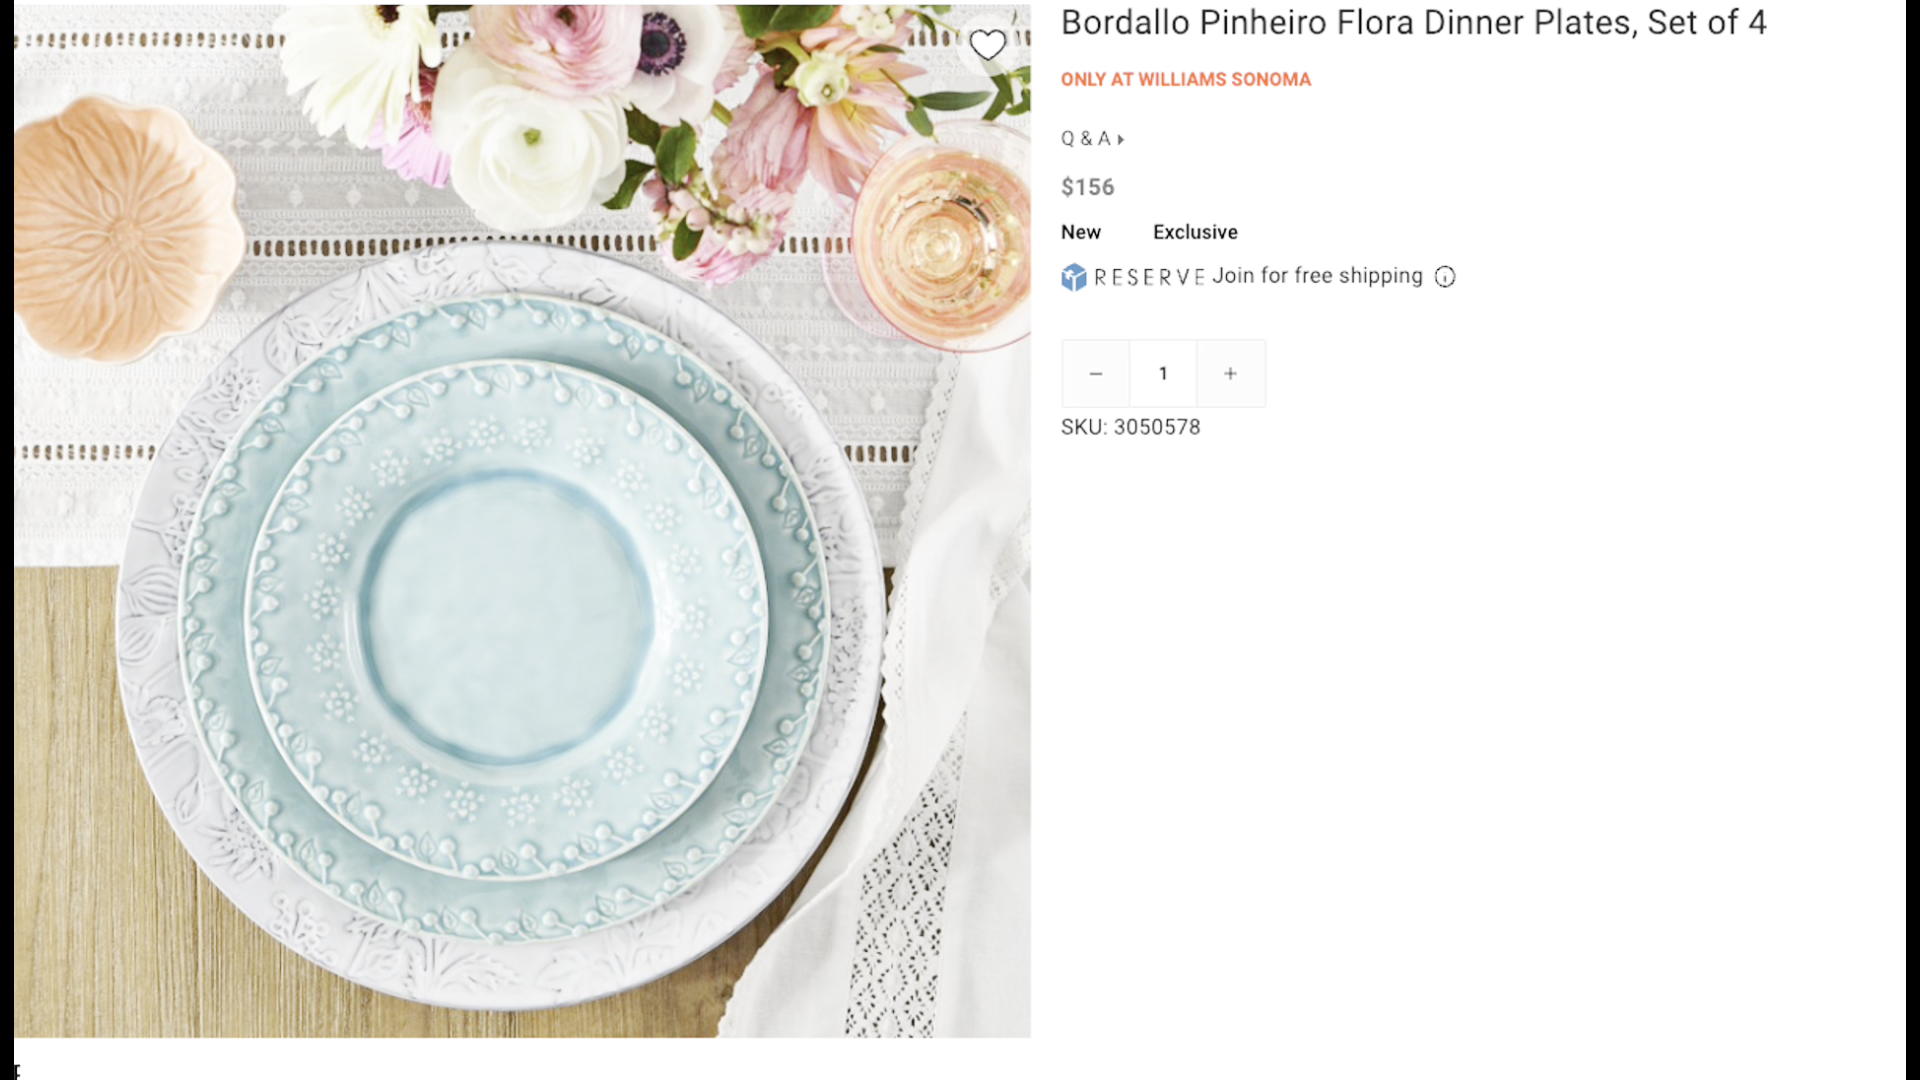 Bordallo Pinheiro Flora Dinner Plates, Set of 4
ONLY AT WILLIAMS SONOMA
Q & A
$156
New Exclusive
RESERVE Join for free shipping
− 1 +
SKU: 3050578